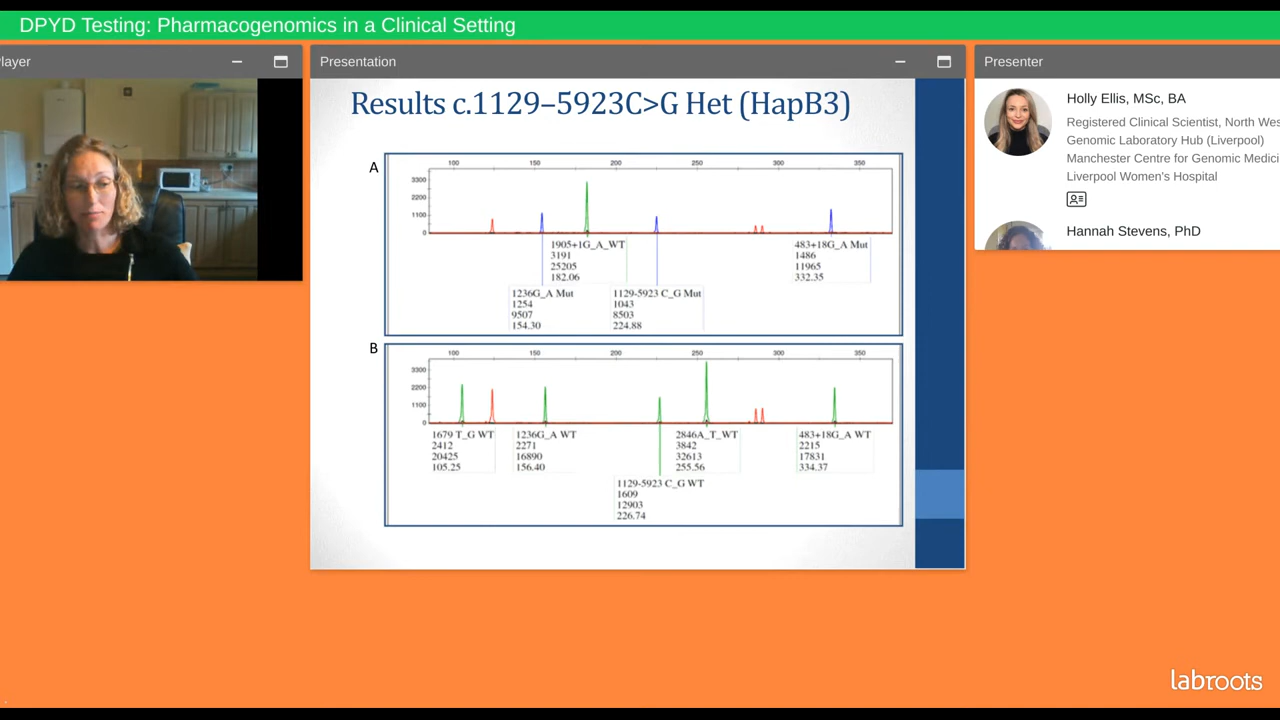 DPYD Testing: Pharmacogenomics in a Clinical Setting
layer
Presentation
Presenter
Results c.1129–5923C>G Het (HapB3)
A
100 150 200 250 300 350
3300
2200
1100
0
1905+1G_A_WT
3191
25205
182.06
483+18G_A Mut
1486
11965
332.35
1236G_A Mut
1254
9507
154.30
1129-5923 C_G Mut
1043
8503
224.88
B
100 150 200 250 300 350
3300
2200
1100
0
1679 T_G WT
2412
20425
105.25
1236G_A WT
2271
16890
156.40
2846A_T_WT
3842
32613
255.56
483+18G_A WT
2215
17831
334.37
1129-5923 C_G WT
1609
12903
226.74
Holly Ellis, MSc, BA
Registered Clinical Scientist, North Wes
Genomic Laboratory Hub (Liverpool)
Manchester Centre for Genomic Medici
Liverpool Women's Hospital
Hannah Stevens, PhD
labroots